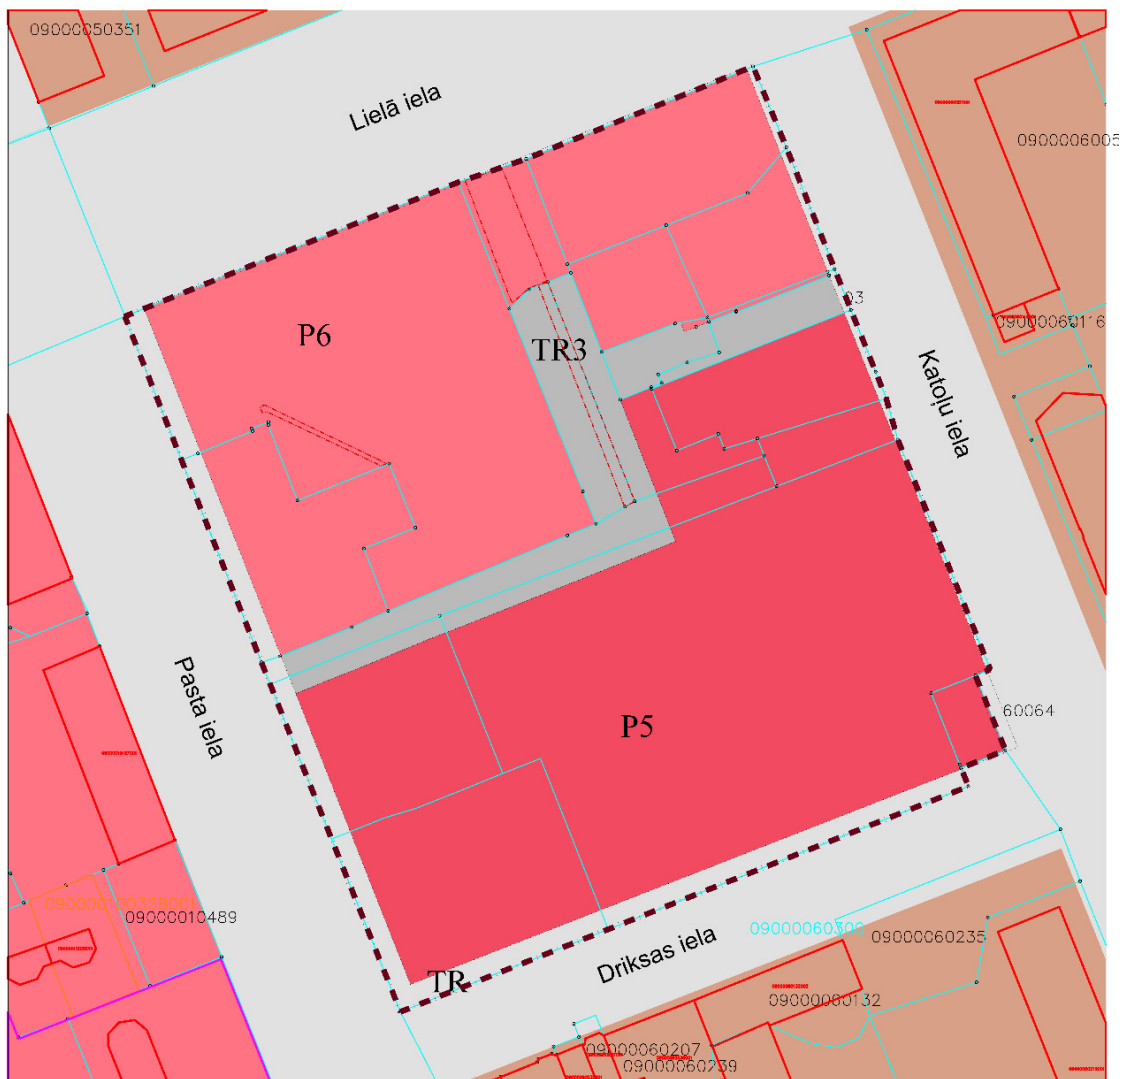 09000050351
Lielā iela
0900006005
03
P6
TR3
09000060116
Katoļu iela
Pasta iela
60064
P5
09000010489
09000060300
09000060235
Driksas iela
TR
09000060132
09000060207
09000060239